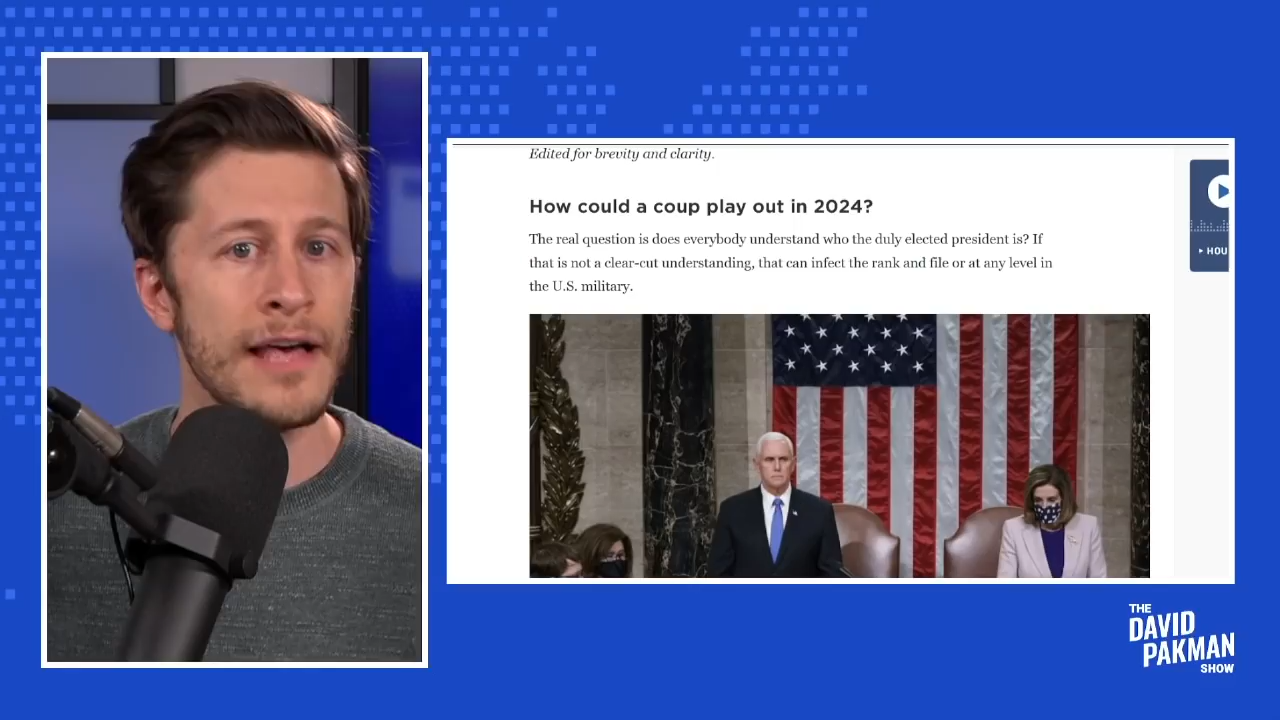 Edited for brevity and clarity.
How could a coup play out in 2024?
The real question is does everybody understand who the duly elected president is? If
that is not a clear-cut understanding, that can infect the rank and file or at any level in
the U.S. military.
HOU
THE
DAVID
PAKMAN
SHOW